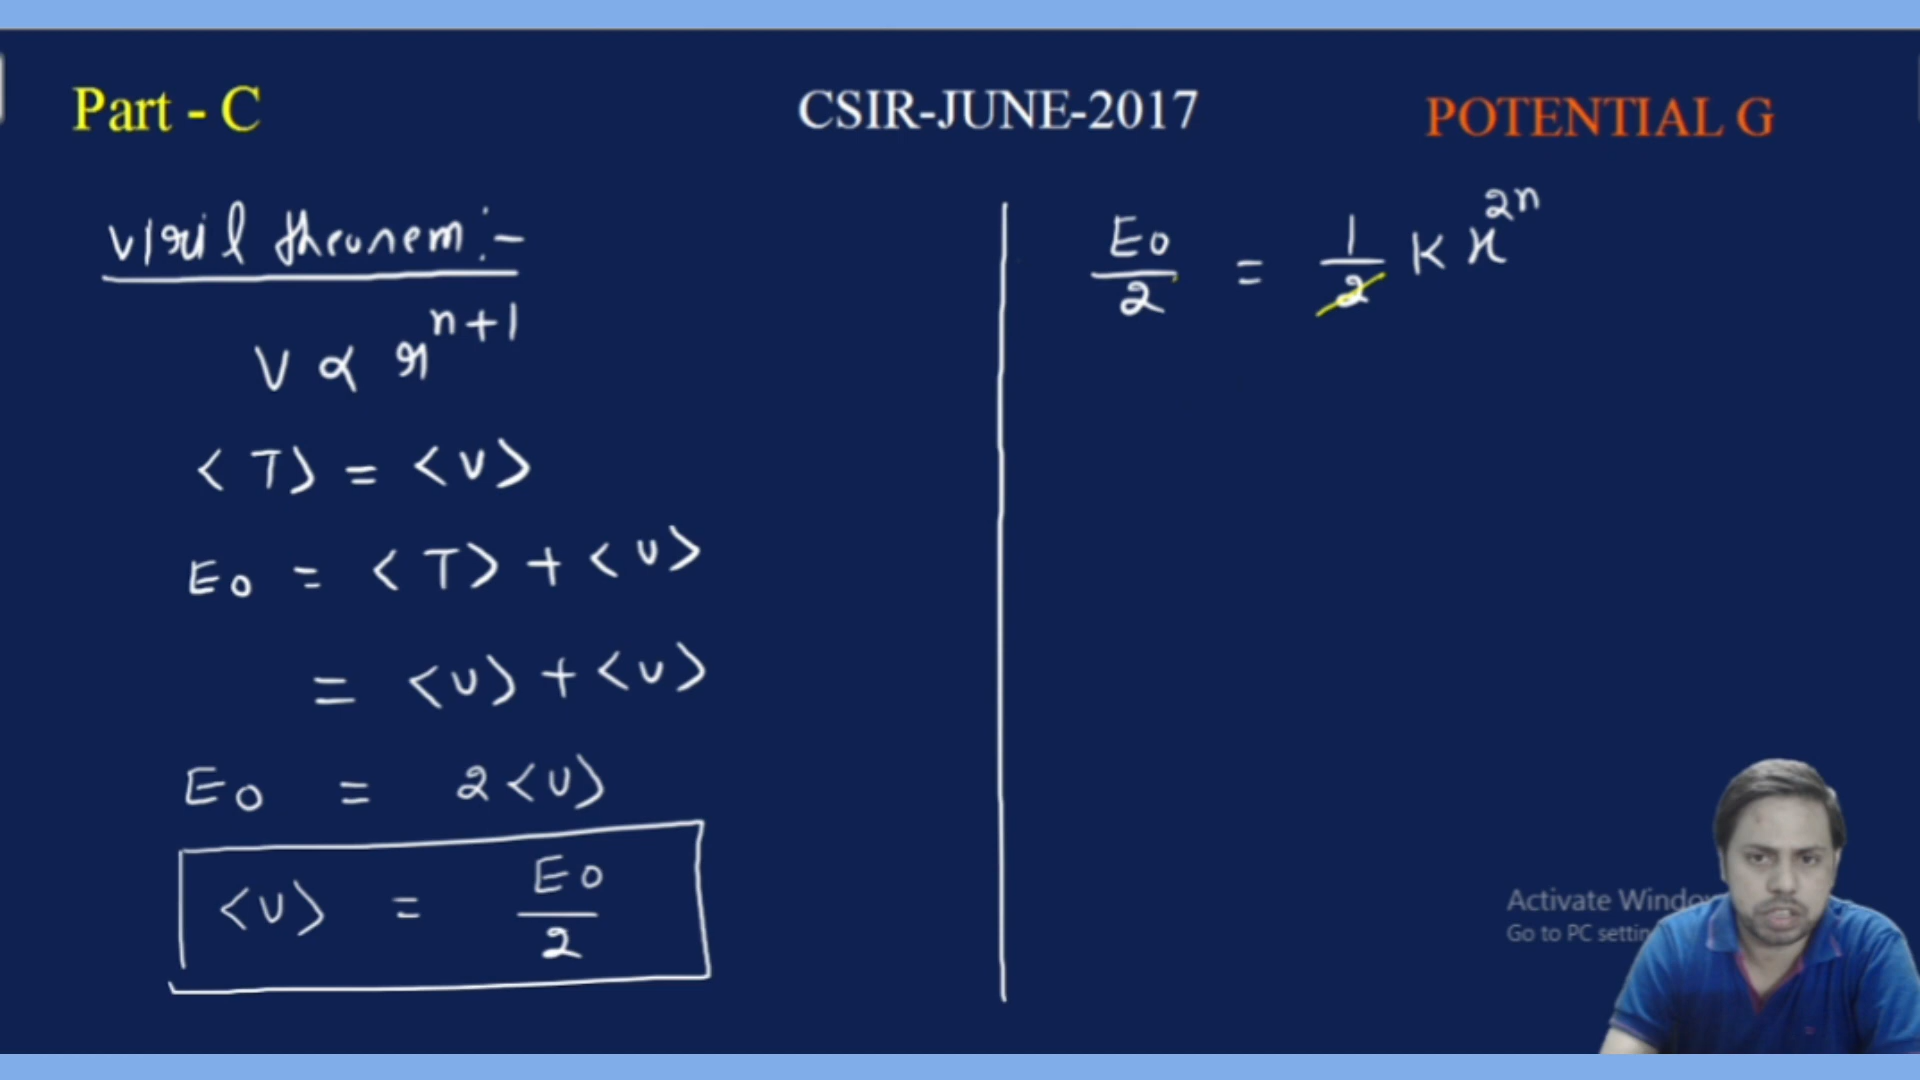 Part - C
CSIR-JUNE-2017
POTENTIAL G
Viril theorem :-
V ∝ r^{n+1}
<T> = <V>
E0 = <T> + <U>
= <U> + <U>
E0 = 2<U>
<U> = E0/2
E0/2 = 1/2 K x^{2n}
Activate Windo
Go to PC settin